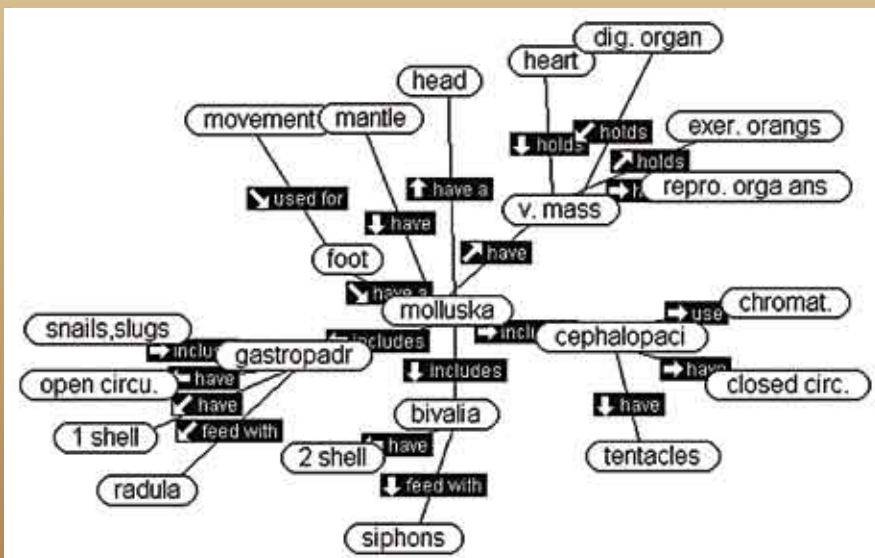 dig. organ
heart
head
holds
holds
exer. orangs
movement
mantle
holds
have a
repro. orga ans
used for
v. mass
have
have
foot
have a
molluska
chromat.
use
snails,slugs
includes
cephalopaci
gastropadr
open circu.
have
includes
have
closed circ.
have
have
1 shell
feed with
bivalia
2 shell
have
tentacles
radula
feed with
siphons